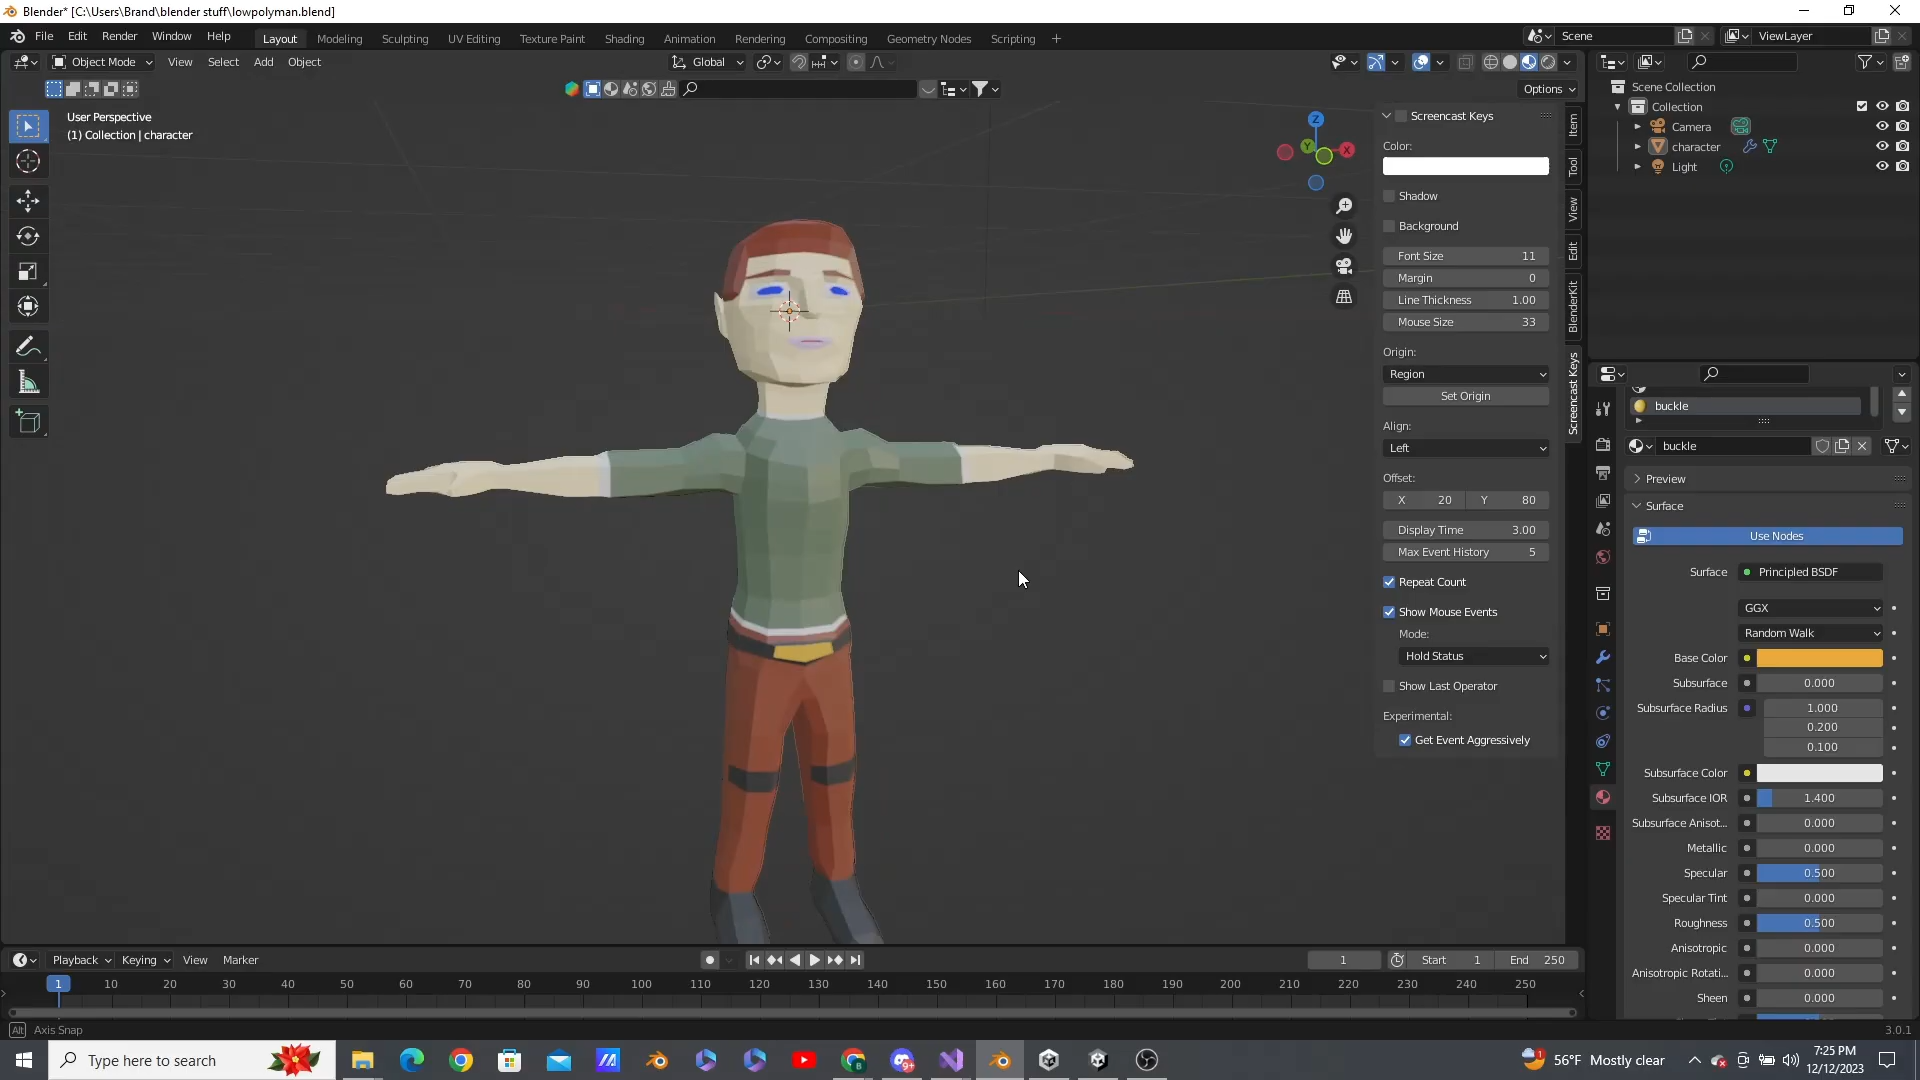 Blender* [C:\Users\Brand\blender stuff\lowpolyman.blend]
File Edit Render Window Help
Layout Modeling Sculpting UV Editing Texture Paint Shading Animation Rendering Compositing Geometry Nodes Scripting +
Scene
ViewLayer
Object Mode View Select Add Object
Global
Options
User Perspective
(1) Collection | character
Z
Y
X
Screencast Keys
Color:
Shadow
Background
Font Size 11
Margin 0
Line Thickness 1.00
Mouse Size 33
Origin:
Region
Set Origin
Align:
Left
Offset:
X 20 Y 80
Display Time 3.00
Max Event History 5
Repeat Count
Show Mouse Events
Mode:
Hold Status
Show Last Operator
Experimental:
Get Event Aggressively
Item
Tool
View
Edit
BlenderKit
Screencast Keys
Scene Collection
Collection
Camera
character
Light
buckle
buckle
Preview
Surface
Use Nodes
Surface Principled BSDF
GGX
Random Walk
Base Color
Subsurface 0.000
Subsurface Radius 1.000
0.200
0.100
Subsurface Color
Subsurface IOR 1.400
Subsurface Anisot... 0.000
Metallic 0.000
Specular 0.500
Specular Tint 0.000
Roughness 0.500
Anisotropic 0.000
Anisotropic Rotati... 0.000
Sheen 0.000
Playback Keying View Marker
1 Start 1 End 250
1 10 20 30 40 50 60 70 80 90 100 110 120 130 140 150 160 170 180 190 200 210 220 230 240 250
Alt Axis Snap
3.0.1
Type here to search
9+
1
56°F Mostly clear
7:25 PM
12/12/2023